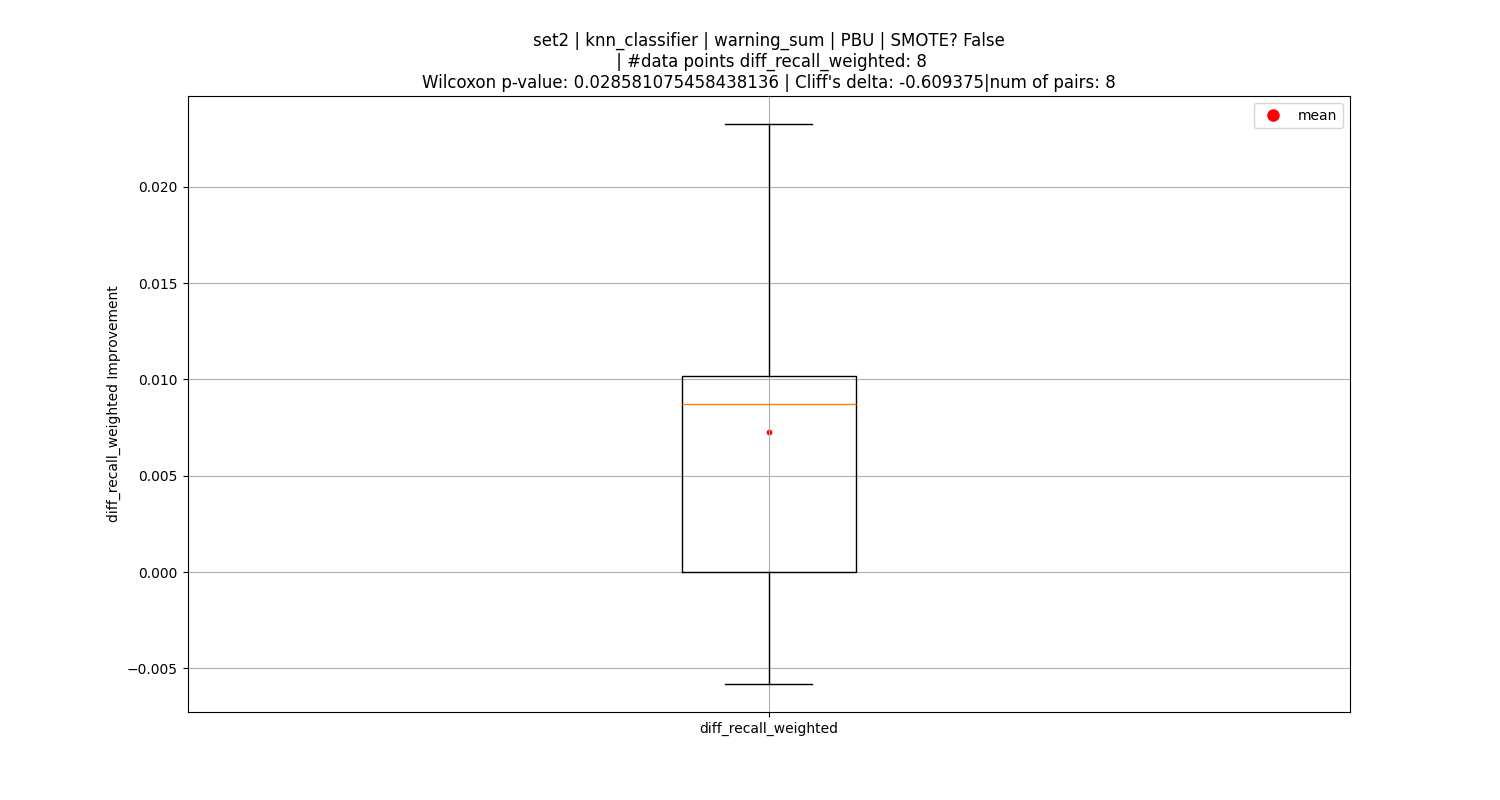 set2 | knn_classifier | warning_sum | PBU | SMOTE? False
| #data points diff_recall_weighted: 8
Wilcoxon p-value: 0.028581075458438136 | Cliff's delta: -0.609375|num of pairs: 8
mean
0.020
0.015
0.010
0.005
0.000
−0.005
diff_recall_weighted Improvement
diff_recall_weighted